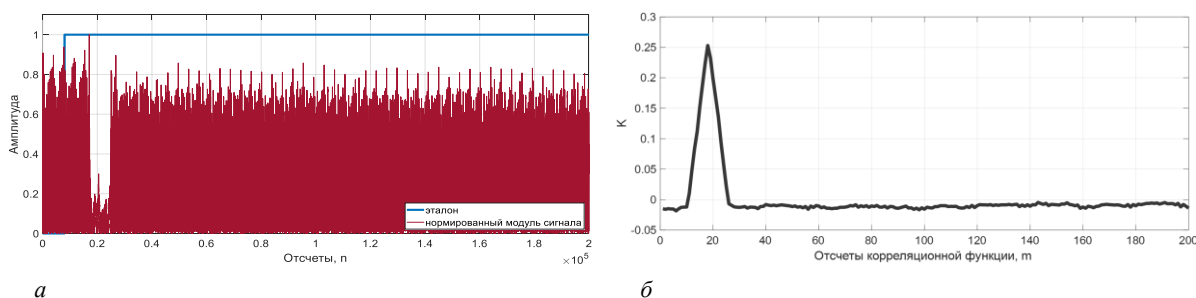 1
0.8
0.6
0.4
0.2
0
Амплитуда
эталон
нормированный модуль сигнала
0 0.2 0.4 0.6 0.8 1 1.2 1.4 1.6 1.8 2
Отсчеты, n
×10⁵
а
0.3
0.25
0.2
0.15
0.1
0.05
0
-0.05
K
0 20 40 60 80 100 120 140 160 180 200
Отсчеты корреляционной функции, m
б